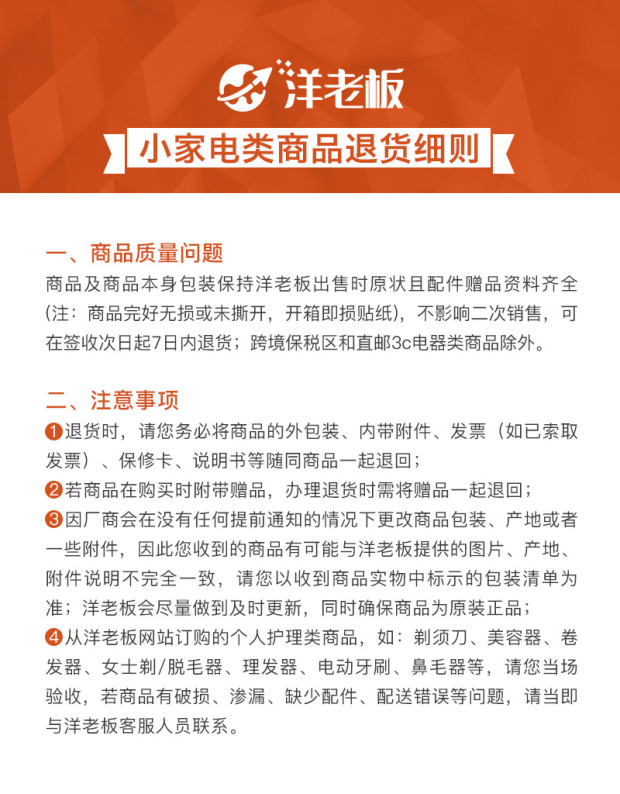 洋老板
小家电类商品退货细则
一、商品质量问题
商品及商品本身包装保持洋老板出售时原状且配件赠品资料齐全
(注：商品完好无损或未撕开，开箱即损贴纸)，不影响二次销售，可
在签收次日起7日内退货；跨境保税区和直邮3c电器类商品除外。
二、注意事项
❶退货时，请您务必将商品的外包装、内带附件、发票（如已索取
发票）、保修卡、说明书等随同商品一起退回；
❷若商品在购买时附带赠品，办理退货时需将赠品一起退回；
❸因厂商会在没有任何提前通知的情况下更改商品包装、产地或者
一些附件，因此您收到的商品有可能与洋老板提供的图片、产地、
附件说明不完全一致，请您以收到商品实物中标示的包装清单为
准；洋老板会尽量做到及时更新，同时确保商品为原装正品；
❹从洋老板网站订购的个人护理类商品，如：剃须刀、美容器、卷
发器、女士剃/脱毛器、理发器、电动牙刷、鼻毛器等，请您当场
验收，若商品有破损、渗漏、缺少配件、配送错误等问题，请当即
与洋老板客服人员联系。